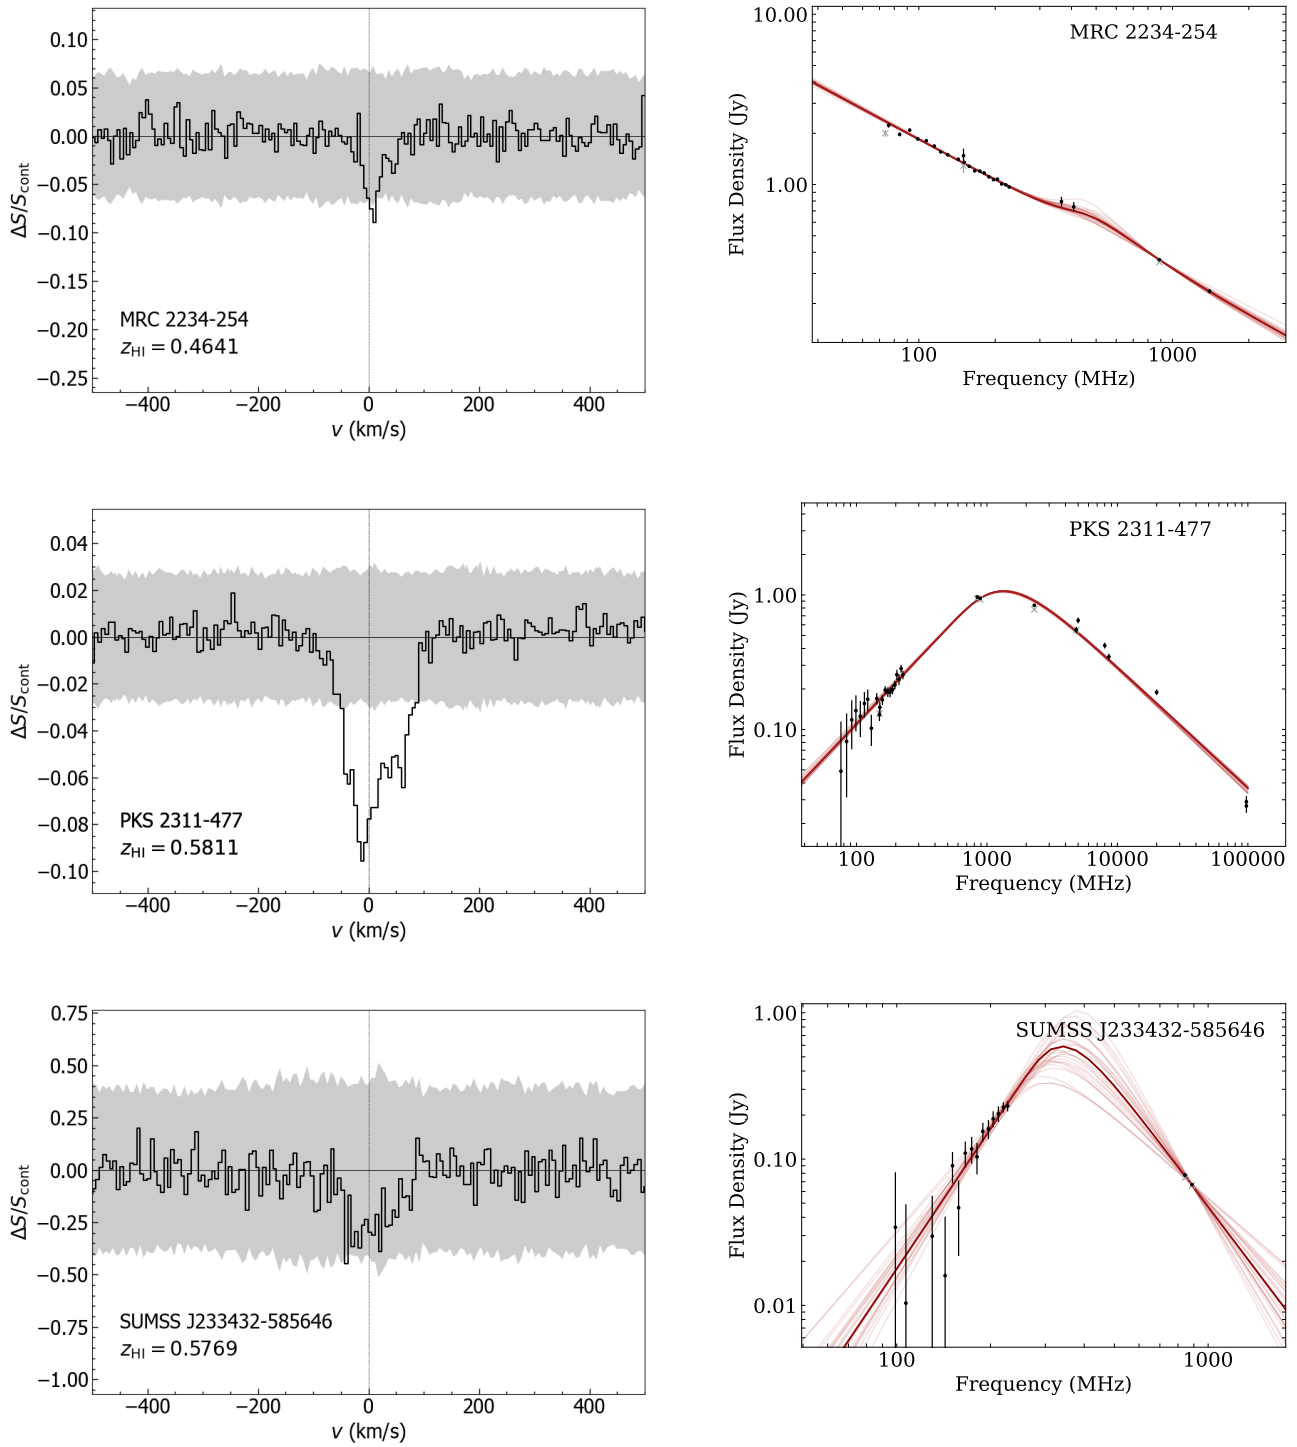 0.10
0.05
0.00
−0.05
−0.10
−0.15
−0.20
−0.25
ΔS/S_cont
MRC 2234-254
z_HI = 0.4641
−400 −200 0 200 400
v (km/s)
MRC 2234-254
10.00
1.00
Flux Density (Jy)
100 1000
Frequency (MHz)
0.04
0.02
0.00
−0.02
−0.04
−0.06
−0.08
−0.10
ΔS/S_cont
PKS 2311-477
z_HI = 0.5811
−400 −200 0 200 400
v (km/s)
PKS 2311-477
1.00
0.10
Flux Density (Jy)
100 1000 10000 100000
Frequency (MHz)
0.75
0.50
0.25
0.00
−0.25
−0.50
−0.75
−1.00
ΔS/S_cont
SUMSS J233432-585646
z_HI = 0.5769
−400 −200 0 200 400
v (km/s)
SUMSS J233432-585646
1.00
0.10
0.01
Flux Density (Jy)
100 1000
Frequency (MHz)